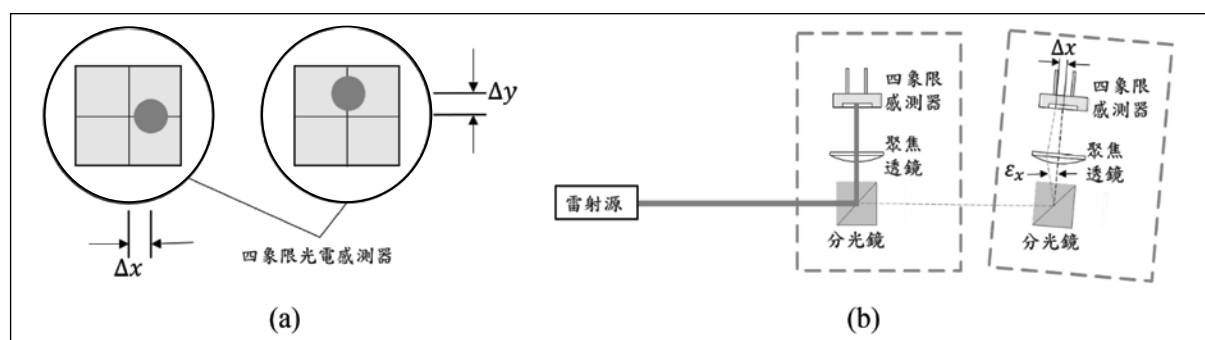 Δx
Δy
四象限光電感測器
(a)
雷射源
四象限
感測器
聚焦
透鏡
分光鏡
Δx
四象限
感測器
聚焦
透鏡
εx
分光鏡
(b)